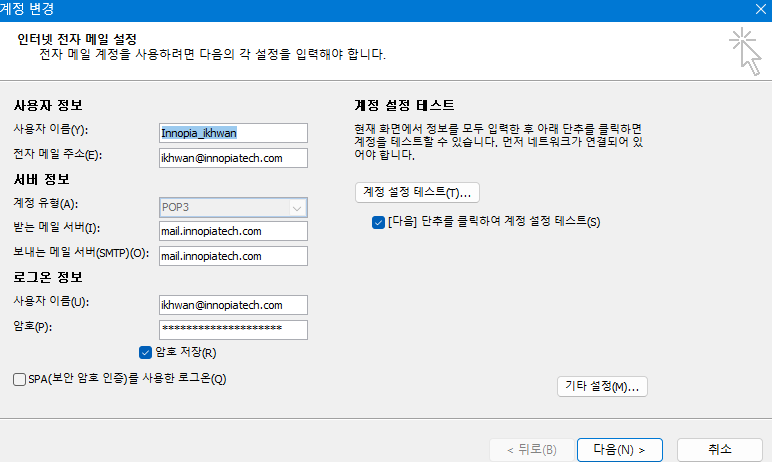 계정 변경
인터넷 전자 메일 설정
전자 메일 계정을 사용하려면 다음의 각 설정을 입력해야 합니다.
사용자 정보
사용자 이름(Y):
Innopia_ikhwan
전자 메일 주소(E):
ikhwan@innopiatech.com
서버 정보
계정 유형(A):
POP3
받는 메일 서버(I):
mail.innopiatech.com
보내는 메일 서버(SMTP)(O):
mail.innopiatech.com
로그온 정보
사용자 이름(U):
ikhwan@innopiatech.com
암호(P):
********************
암호 저장(R)
SPA(보안 암호 인증)를 사용한 로그온(Q)
계정 설정 테스트
현재 화면에서 정보를 모두 입력한 후 아래 단추를 클릭하면
계정을 테스트할 수 있습니다. 먼저 네트워크가 연결되어 있
어야 합니다.
계정 설정 테스트(T)...
[다음] 단추를 클릭하여 계정 설정 테스트(S)
기타 설정(M)...
< 뒤로(B)
다음(N) >
취소